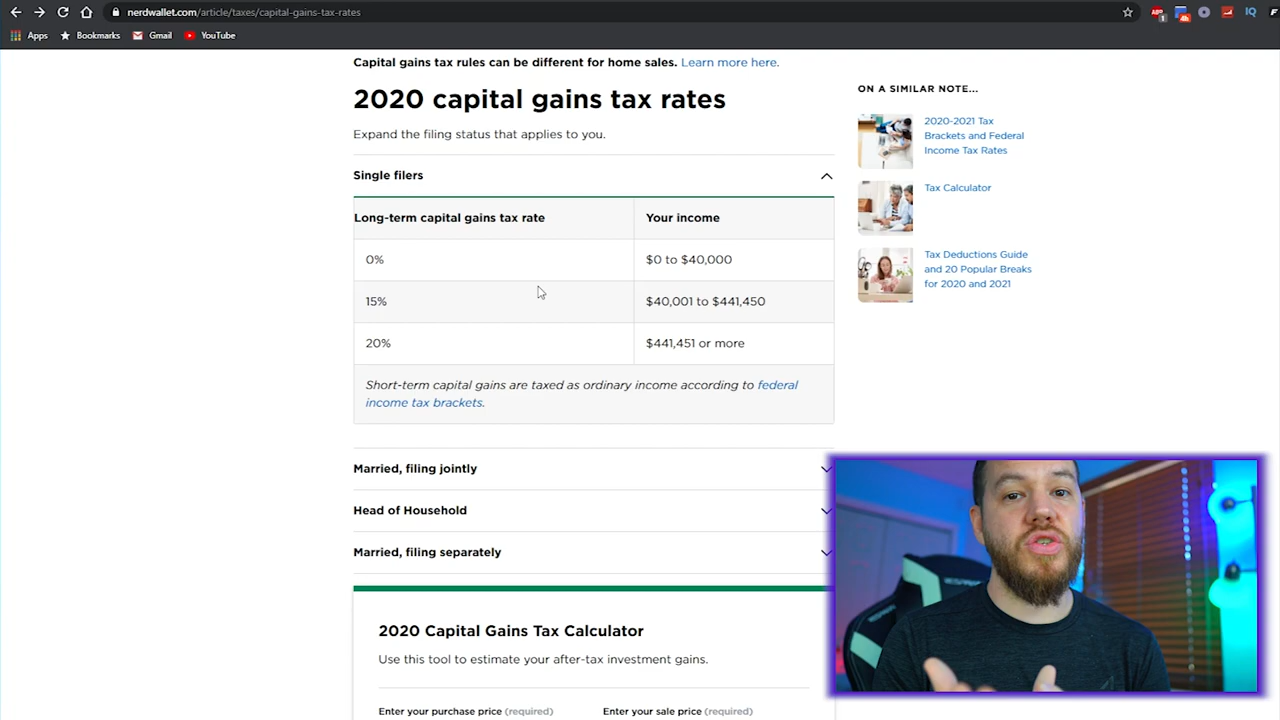 nerdwallet.com/article/taxes/capital-gains-tax-rates
Apps Bookmarks Gmail YouTube
Capital gains tax rules can be different for home sales. Learn more here.
2020 capital gains tax rates
Expand the filing status that applies to you.
Single filers
Long-term capital gains tax rate Your income
0% $0 to $40,000
15% $40,001 to $441,450
20% $441,451 or more
Short-term capital gains are taxed as ordinary income according to federal
income tax brackets.
Married, filing jointly
Head of Household
Married, filing separately
2020 Capital Gains Tax Calculator
Use this tool to estimate your after-tax investment gains.
Enter your purchase price (required) Enter your sale price (required)
ON A SIMILAR NOTE...
2020-2021 Tax
Brackets and Federal
Income Tax Rates
Tax Calculator
Tax Deductions Guide
and 20 Popular Breaks
for 2020 and 2021